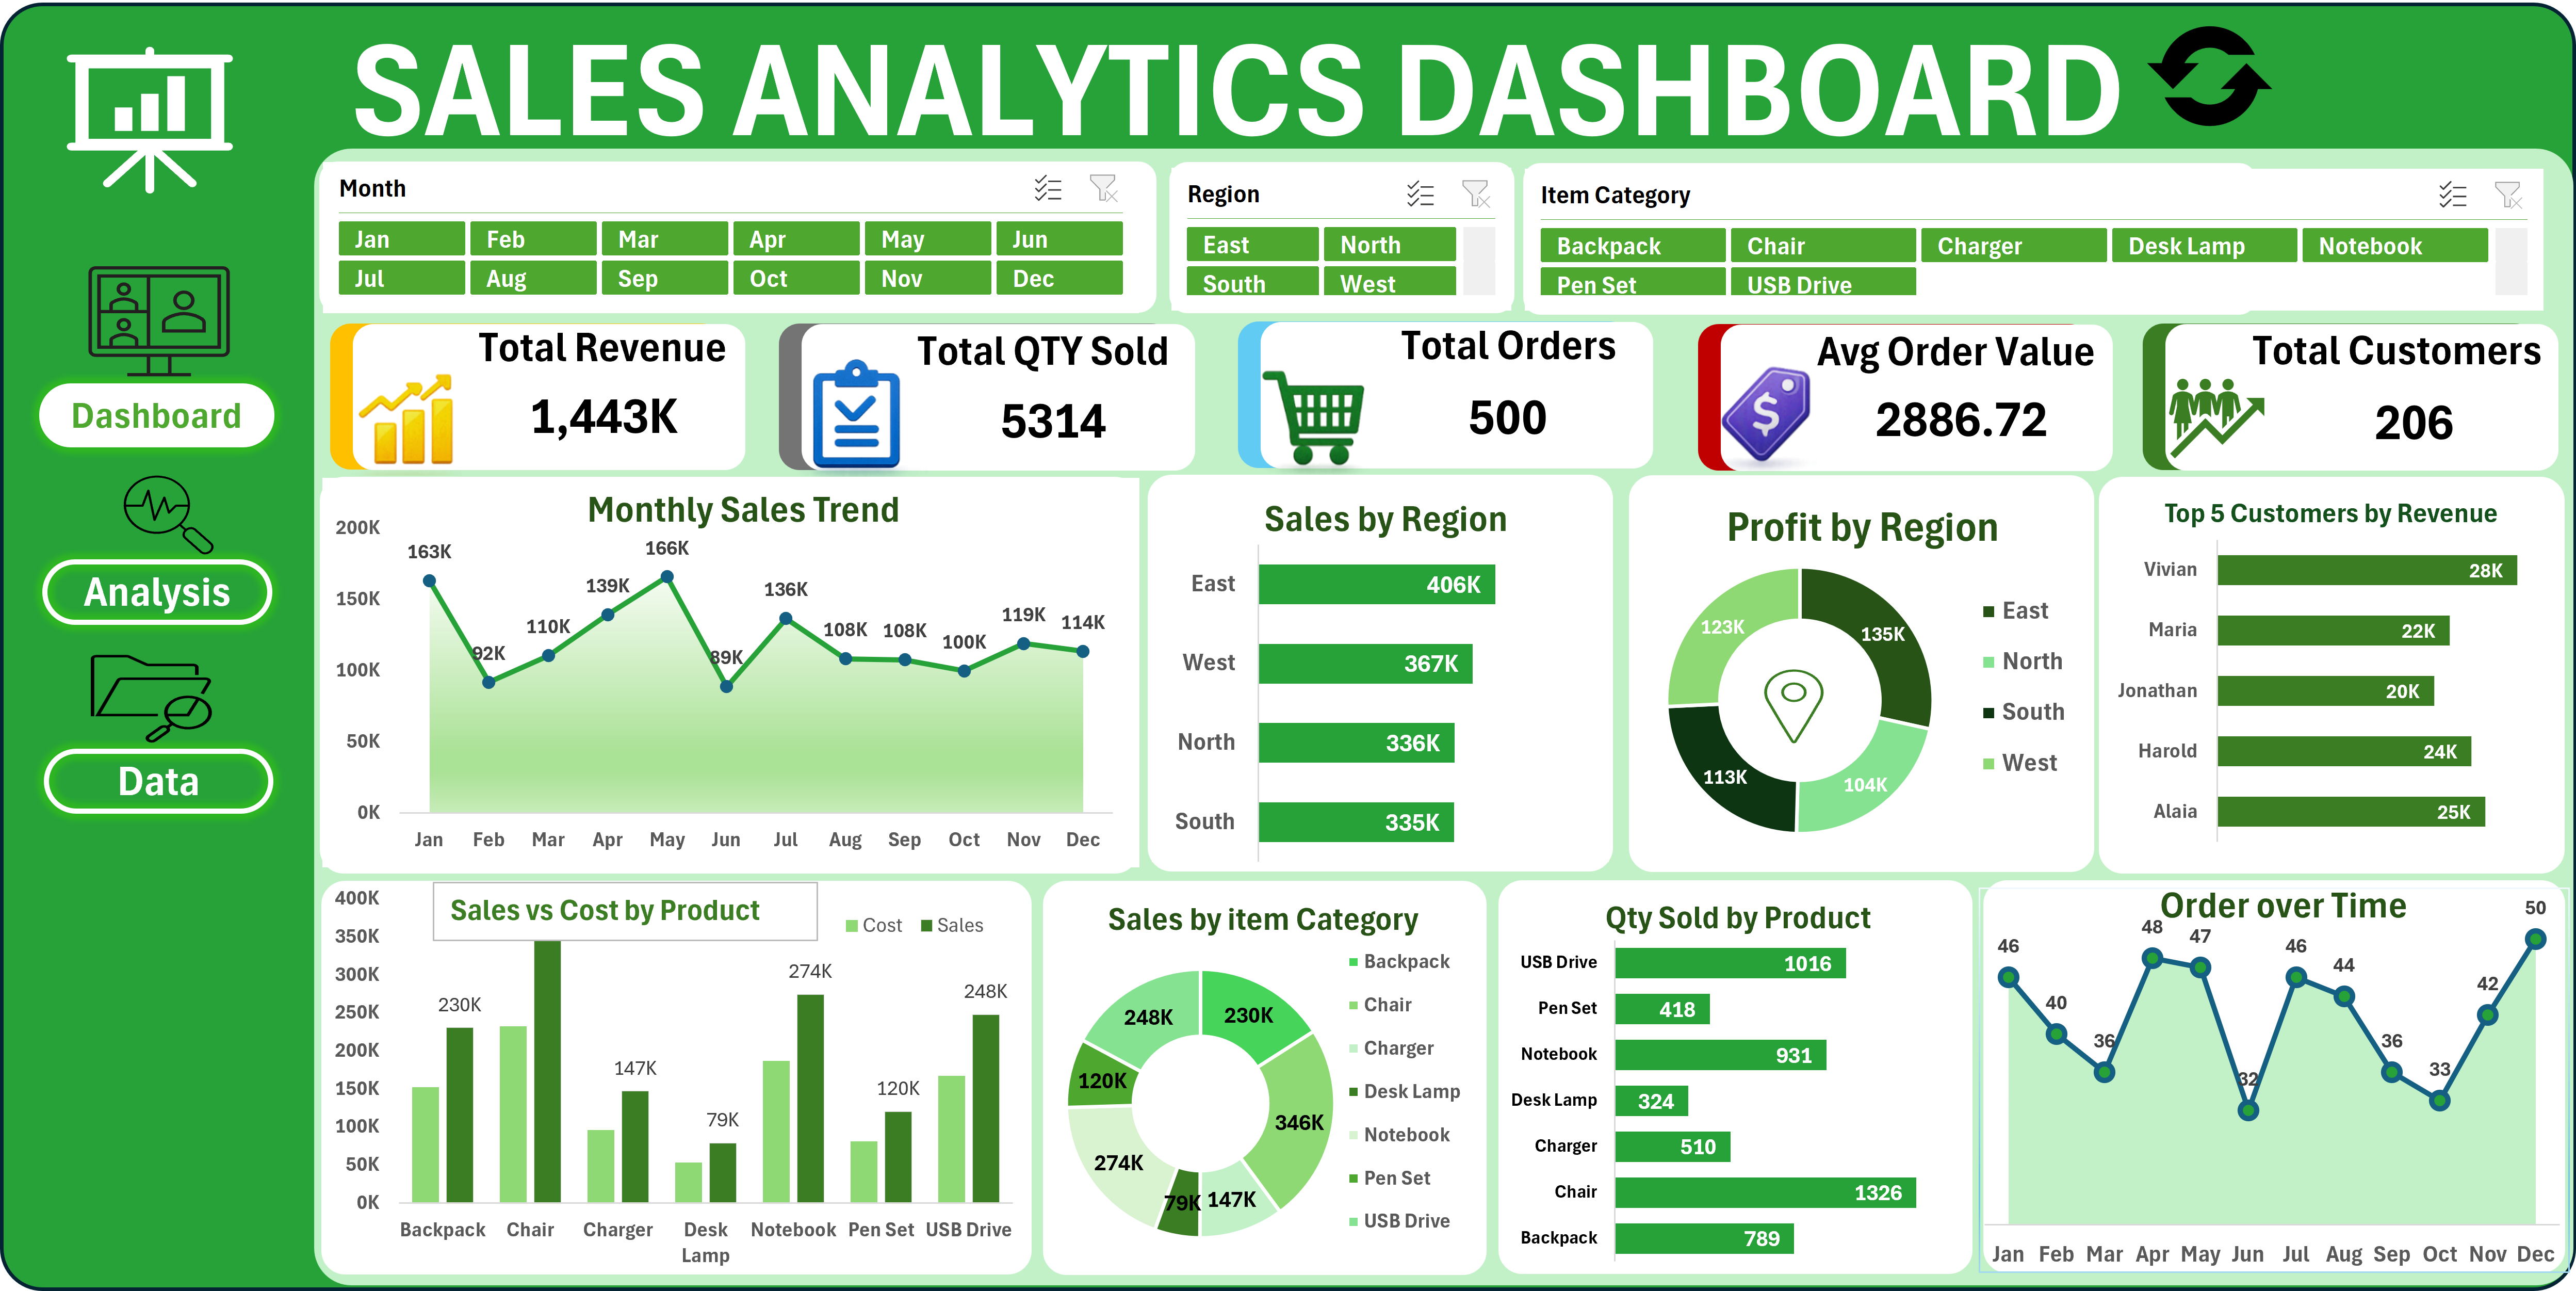 SALES ANALYTICS DASHBOARD
Dashboard
Analysis
Data
Month
Jan Feb Mar Apr May Jun
Jul Aug Sep Oct Nov Dec
Region
East North
South West
Item Category
Backpack Chair Charger Desk Lamp Notebook
Pen Set USB Drive
Total Revenue
1,443K
Total QTY Sold
5314
Total Orders
500
Avg Order Value
2886.72
Total Customers
206
Monthly Sales Trend
200K
150K
100K
50K
0K
163K 92K 110K 139K 166K 89K 136K 108K 108K 100K 119K 114K
Jan Feb Mar Apr May Jun Jul Aug Sep Oct Nov Dec
Sales by Region
East 406K
West 367K
North 336K
South 335K
Profit by Region
123K 135K
113K 104K
East
North
South
West
Top 5 Customers by Revenue
Vivian 28K
Maria 22K
Jonathan 20K
Harold 24K
Alaia 25K
Sales vs Cost by Product
Cost Sales
400K
350K
300K
250K
200K
150K
100K
50K
0K
230K 147K 79K 274K 120K 248K
Backpack Chair Charger Desk Notebook Pen Set USB Drive
Lamp
Sales by item Category
248K 230K
120K 346K
274K 79K 147K
Backpack
Chair
Charger
Desk Lamp
Notebook
Pen Set
USB Drive
Qty Sold by Product
USB Drive 1016
Pen Set 418
Notebook 931
Desk Lamp 324
Charger 510
Chair 1326
Backpack 789
Order over Time
46 40 36 48 47 32 46 44 36 33 42 50
Jan Feb Mar Apr May Jun Jul Aug Sep Oct Nov Dec